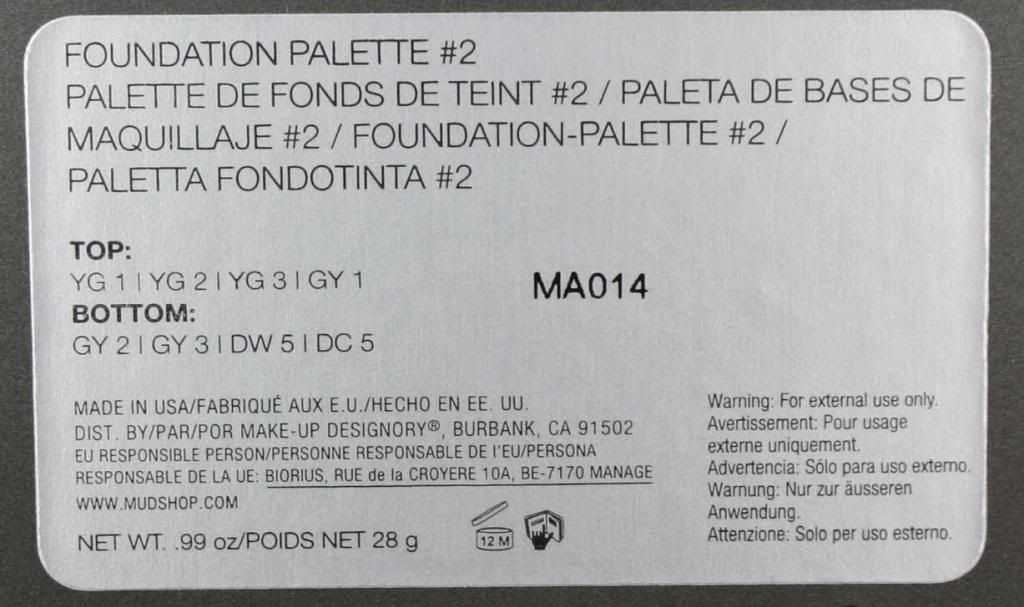 FOUNDATION PALETTE #2
PALETTE DE FONDS DE TEINT #2 / PALETA DE BASES DE
MAQUILLAJE #2 / FOUNDATION-PALETTE #2 /
PALETTA FONDOTINTA #2
TOP:
YG 1 | YG 2 | YG 3 | GY 1
MA014
BOTTOM:
GY 2 | GY 3 | DW 5 | DC 5
MADE IN USA/FABRIQUÉ AUX E.U./HECHO EN EE. UU.
DIST. BY/PAR/POR MAKE-UP DESIGNORY®, BURBANK, CA 91502
EU RESPONSIBLE PERSON/PERSONNE RESPONSABLE DE l'EU/PERSONA
RESPONSABLE DE LA UE: BIORIUS, RUE de la CROYERE 10A, BE-7170 MANAGE
WWW.MUDSHOP.COM
NET WT. .99 oz/POIDS NET 28 g
12 M
Warning: For external use only.
Avertissement: Pour usage
externe uniquement.
Advertencia: Sólo para uso externo.
Warnung: Nur zur äusseren
Anwendung.
Attenzione: Solo per uso esterno.